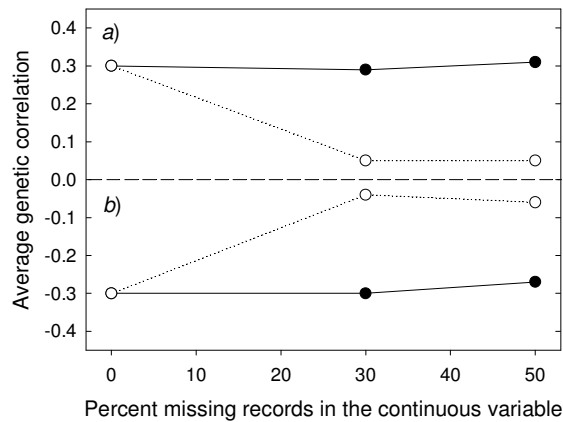 0.4
a)
0.3
0.2
0.1
0.0
b)
-0.1
-0.2
-0.3
-0.4
Average genetic correlation
0 10 20 30 40 50
Percent missing records in the continuous variable